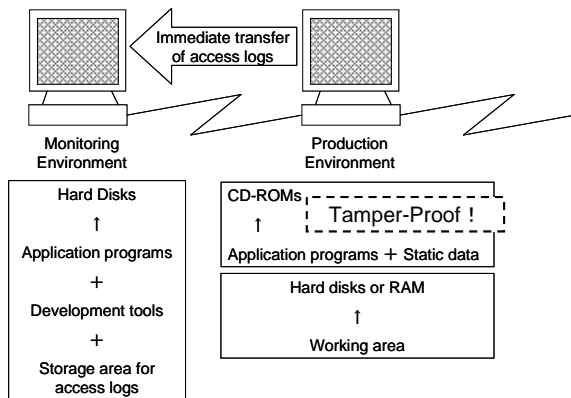 Immediate transfer
of access logs
Monitoring
Environment
Production
Environment
Hard Disks
↑
Application programs
+
Development tools
+
Storage area for
access logs
CD-ROMs
Tamper-Proof !
↑
Application programs + Static data
Hard disks or RAM
↑
Working area